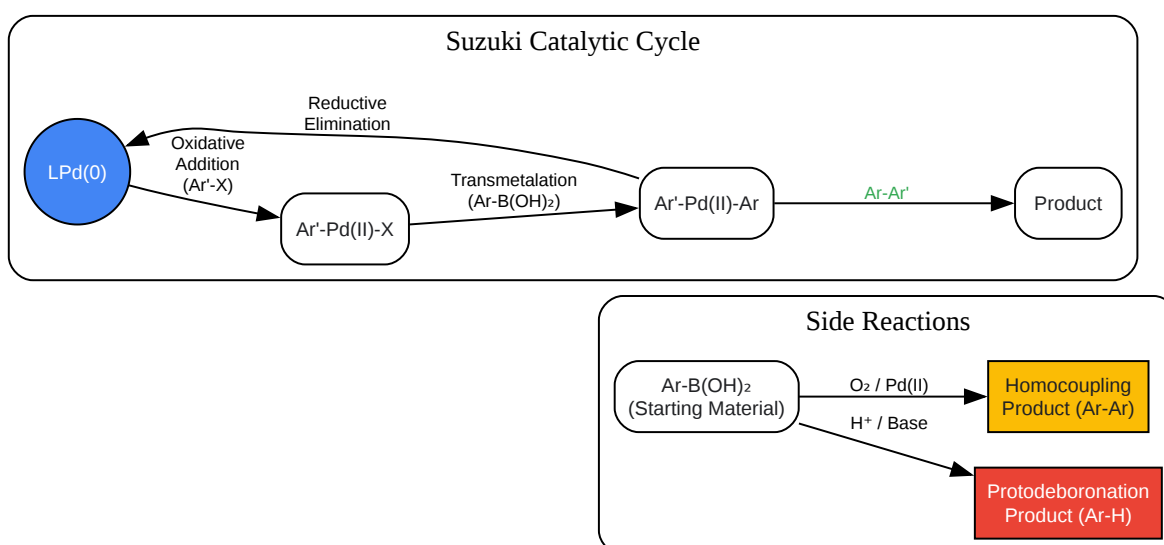 Suzuki Catalytic Cycle
Reductive
Elimination
Oxidative
Addition
(Ar'-X)
LPd(0)
Transmetalation
(Ar-B(OH)₂)
Ar'-Pd(II)-X
Ar'-Pd(II)-Ar
Ar-Ar'
Product
Side Reactions
Ar-B(OH)₂
(Starting Material)
O₂ / Pd(II)
Homocoupling
Product (Ar-Ar)
H⁺ / Base
Protodeboronation
Product (Ar-H)